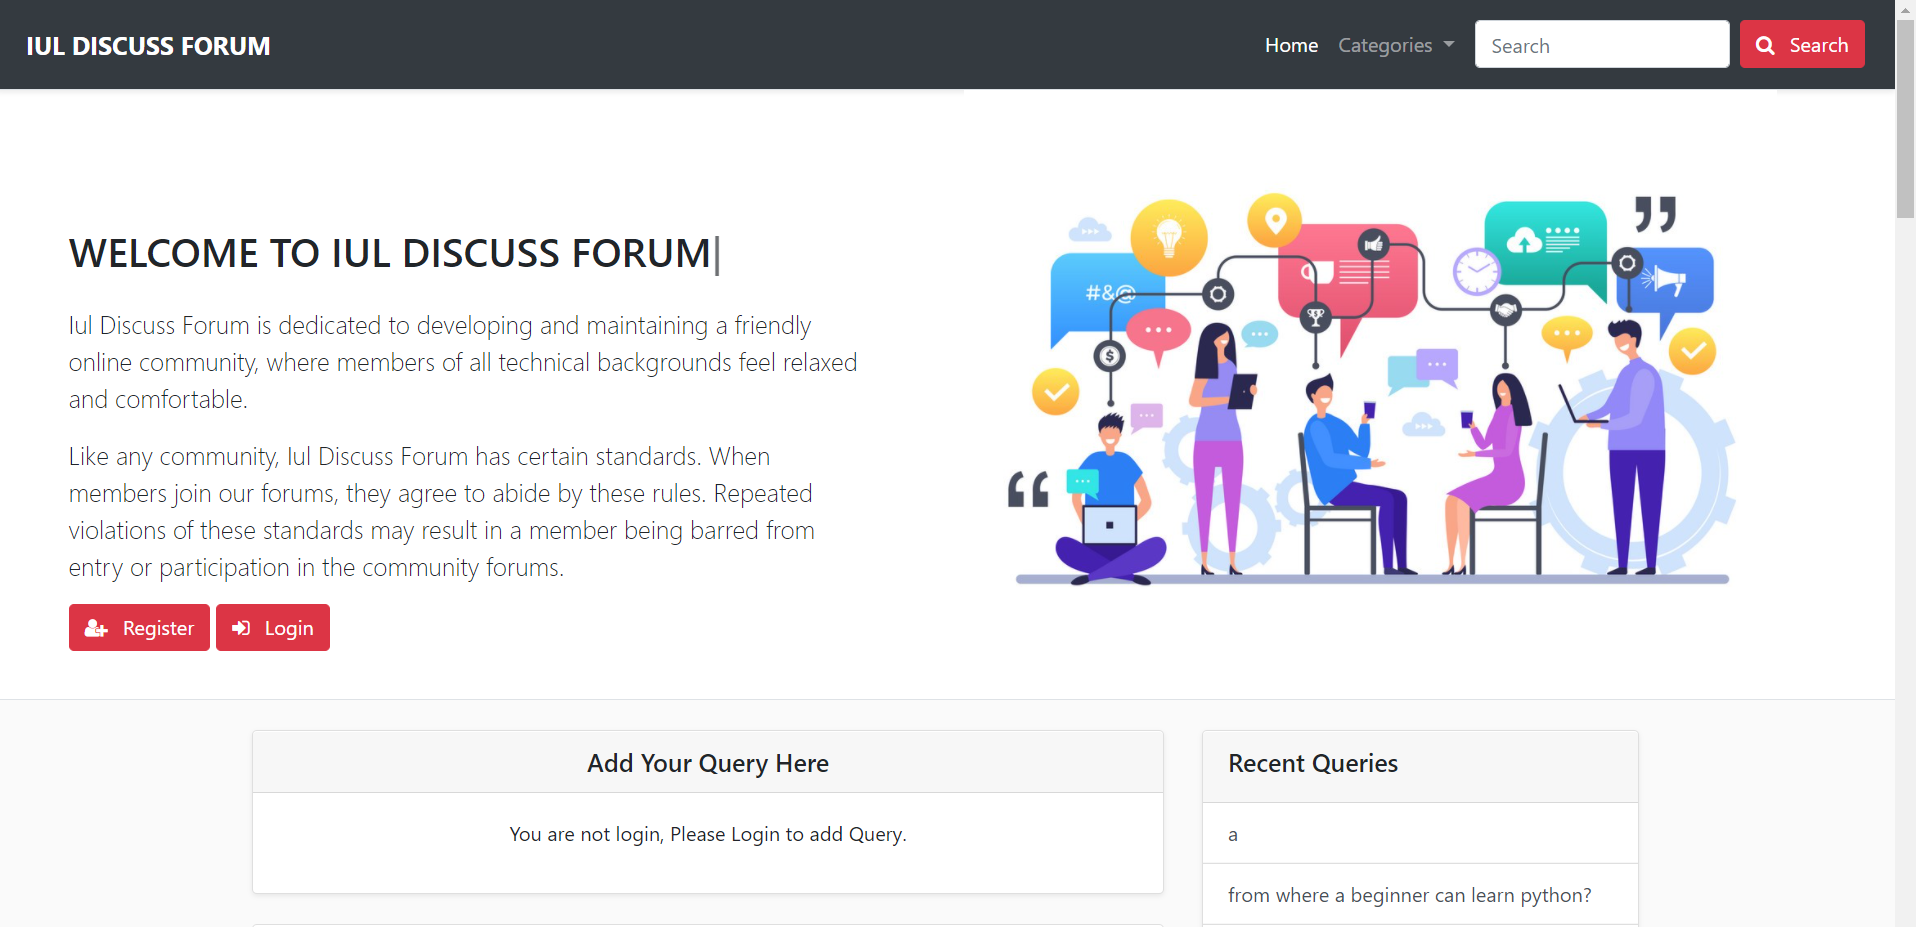 IUL DISCUSS FORUM
Home Categories Search Search
WELCOME TO IUL DISCUSS FORUM
Iul Discuss Forum is dedicated to developing and maintaining a friendly
online community, where members of all technical backgrounds feel relaxed
and comfortable.
Like any community, Iul Discuss Forum has certain standards. When
members join our forums, they agree to abide by these rules. Repeated
violations of these standards may result in a member being barred from
entry or participation in the community forums.
Register Login
#&@
$
Add Your Query Here
You are not login, Please Login to add Query.
Recent Queries
a
from where a beginner can learn python?